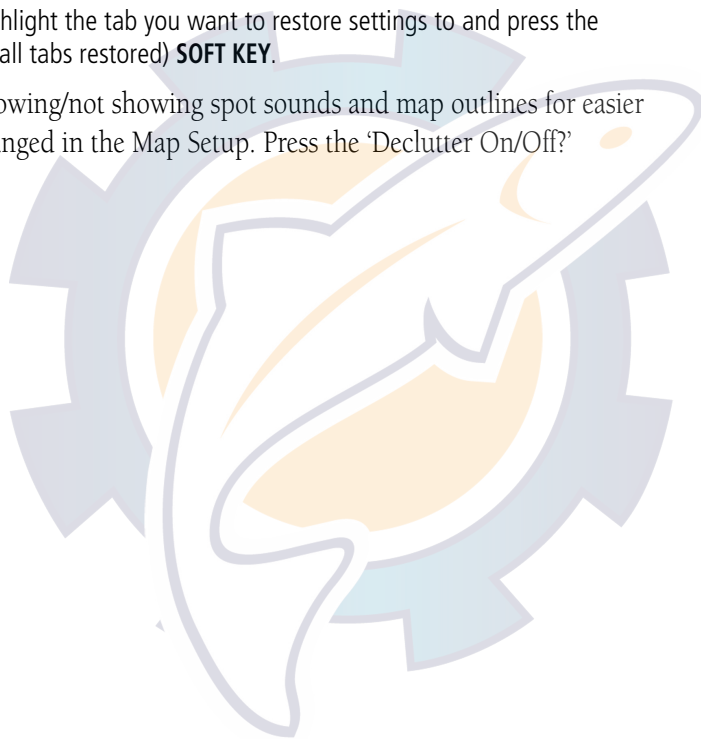 hlight the tab you want to restore settings to and press the
all tabs restored) SOFT KEY.
owing/not showing spot sounds and map outlines for easier
nged in the Map Setup. Press the ‘Declutter On/Off?’